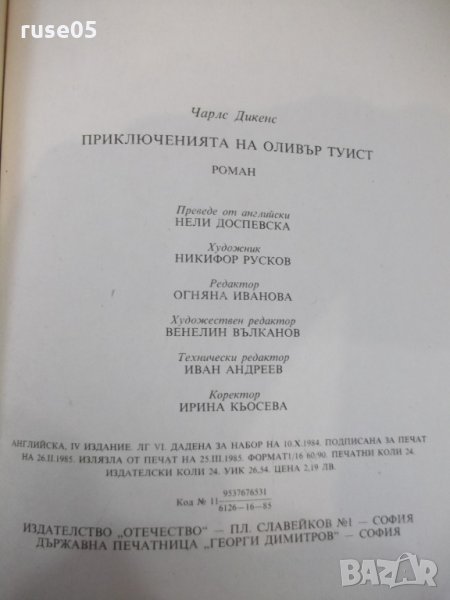 ruse05
Чарлс Дикенс
ПРИКЛЮЧЕНИЯТА НА ОЛИВЪР ТУИСТ
РОМАН
Преведе от английски
НЕЛИ ДОСПЕВСКА
Художник
НИКИФОР РУСКОВ
Редактор
ОГНЯНА ИВАНОВА
Художествен редактор
ВЕНЕЛИН ВЪЛКАНОВ
Технически редактор
ИВАН АНДРЕЕВ
Коректор
ИРИНА КЬОСЕВА
АНГЛИЙСКА, IV ИЗДАНИЕ. ЛГ VI. ДАДЕНА ЗА НАБОР НА 10.X.1984. ПОДПИСАНА ЗА ПЕЧАТ
НА 26.II.1985. ИЗЛЯЗЛА ОТ ПЕЧАТ НА 25.III.1985. ФОРМАТ1/16 60/90. ПЕЧАТНИ КОЛИ 24.
ИЗДАТЕЛСКИ КОЛИ 24. УИК 26,54. ЦЕНА 2,19 ЛВ.
Код № 11 9537676531
6126—16—85
ИЗДАТЕЛСТВО „ОТЕЧЕСТВО" — ПЛ. СЛАВЕЙКОВ №1 — СОФИЯ
ДЪРЖАВНА ПЕЧАТНИЦА „ГЕОРГИ ДИМИТРОВ" — СОФИЯ
BAZAR